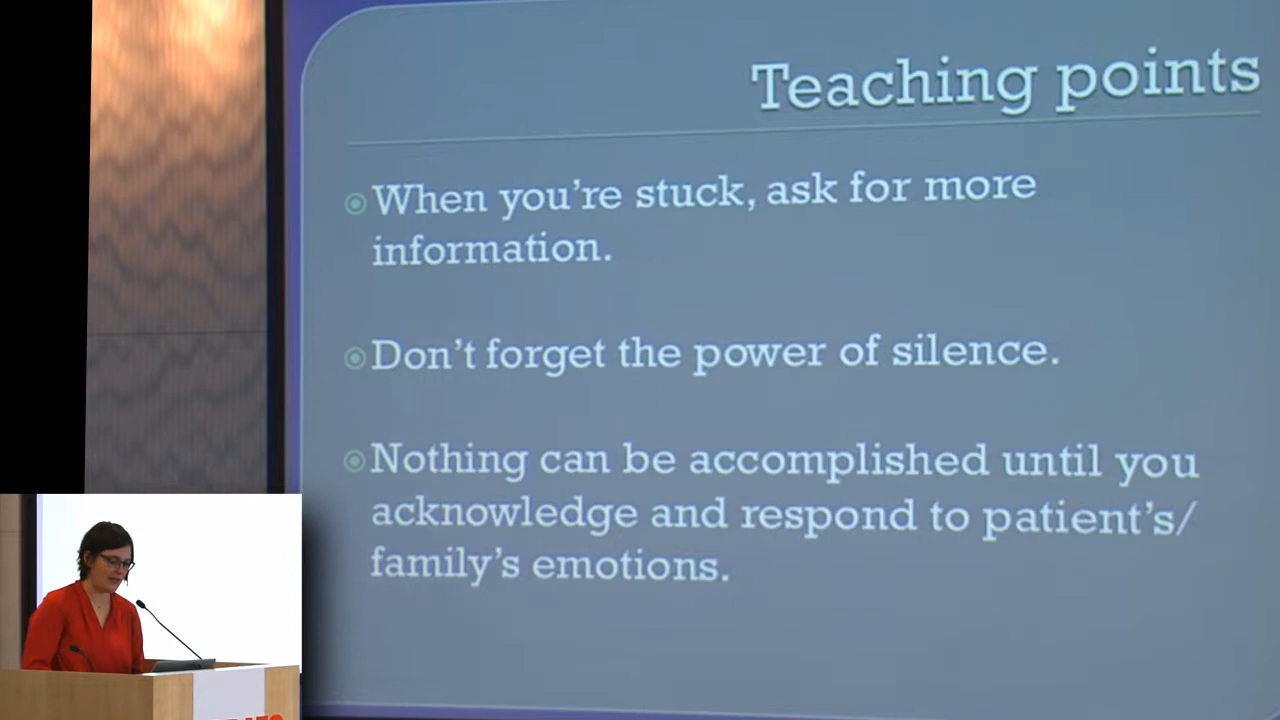 Teaching points
When you're stuck, ask for more
information.
Don't forget the power of silence.
Nothing can be accomplished until you
acknowledge and respond to patient's/
family's emotions.